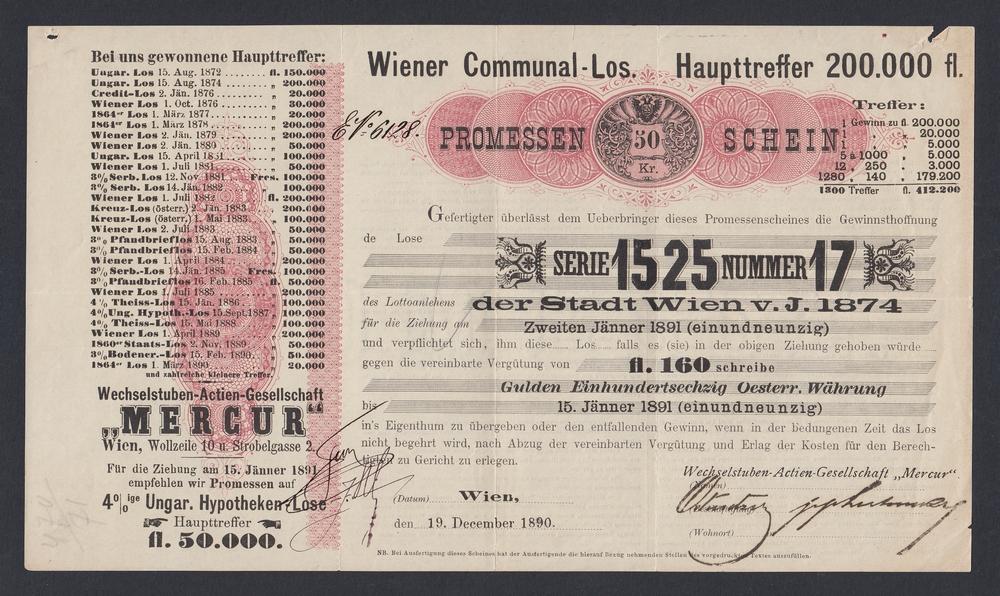 Bei uns gewonnene Haupttreffer:
Ungar. Los 15. Aug. 1872 ........ fl. 150.000
Ungar. Los 15. Aug. 1874 ........ „ 200.000
Credit-Los 2. Jän. 1876 ........ „ 20.000
Wiener Los 1. Oct. 1876 ........ „ 30.000
1864er Los 1. März 1877 ........ „ 20.000
1864er Los 1. März 1878 ........ „ 200.000
Wiener Los 2. Jän. 1879 ........ „ 200.000
Wiener Los 2. Jän. 1880 ........ „ 50.000
Ungar. Los 15. April 1881 ........ „ 100.000
Wiener Los 1. Juli 1881 ........ „ 50.000
3% Serb. Los 12. Nov. 1881 .... Frcs. 100.000
3% Serb. Los 14. Jän. 1882 ........ „ 100.000
Wiener Los 1. Juli 1882 ........ fl. 200.000
Kreuz-Los (österr.) 2. Jän. 1883 .. „ 200.000
Kreuz-Los (österr.) 1. Mai 1883 .. „ 100.000
Wiener Los 2. Juli 1883 ........ „ 50.000
3% Pfandbrieflos 15. Aug. 1883 .. „ 50.000
3% Pfandbrieflos 15. Feb. 1884 .. „ 50.000
Wiener Los 1. April 1884 ........ „ 200.000
3% Serb.-Los 14. Jän. 1885 Frcs. 100.000
3% Pfandbrieflos 16. Feb. 1885 fl. 50.000
Wiener Los 1. Juli 1885 ........ „ 200.000
4% Theiss-Los 15. Jän. 1886 .... „ 100.000
4% Ung. Hypoth.-Los 15. Sept. 1887 „ 100.000
4% Theiss-Los 15. Mai 1888 .... „ 100.000
Wiener Los 1. April 1889 ........ „ 200.000
1860er Staats-Los 2. Nov. 1889 .. „ 50.000
3% Bodener.-Los 15. Feb. 1890 .. „ 50.000
1864er Los 1. März 1890 ........ „ 20.000
und zahlreiche kleinere Treffer.
Wechselstuben-Actien-Gesellschaft
„MERCUR“
Wien, Wollzeile 10 u. Strobelgasse 2.
Für die Ziehung am 15. Jänner 1891
empfehlen wir Promessen auf
4%ige Ungar. Hypotheken-Lose
Haupttreffer
fl. 50.000.
Wiener Communal-Los. Haupttreffer 200.000 fl.
6128.
PROMESSEN 50 Kr. SCHEIN
Treffer:
1 Gewinn zu fl. 200.000
1 „ „ 20.000
1 „ „ 5.000
5 à 1000 „ 5.000
12 „ 250 „ 3.000
1280 „ 140 „ 179.200
1300 Treffer fl. 412.200
Gefertigter überlässt dem Ueberbringer dieses Promessenscheines die Gewinnsthoffnung
de Lose
SERIE 1525 NUMMER 17
des Lottoanlehens der Stadt Wien v. J. 1874
für die Ziehung am Zweiten Jänner 1891 (einundneunzig)
und verpflichtet sich, ihm diese ..... Los ..... falls es (sie) in der obigen Ziehung gehoben würde
gegen die vereinbarte Vergütung von fl. 160 schreibe
Gulden Einhundertsechzig Oesterr. Währung
bis 15. Jänner 1891 (einundneunzig)
in's Eigenthum zu übergeben oder den entfallenden Gewinn, wenn in der bedungenen Zeit das Los
nicht begehrt wird, nach Abzug der vereinbarten Vergütung und Erlag der Kosten für den Berech-
tigten zu Gericht zu erlegen.
Wechselstuben-Actien-Gesellschaft „Mercur“
(Namen)
(Datum) Wien,
den 19. December 1890.
(Wohnort)
NB. Bei Ausfertigung dieses Scheines hat der Ausfertigende die hierauf Bezug nehmenden Stellen des vorgedruckten Textes auszufüllen.